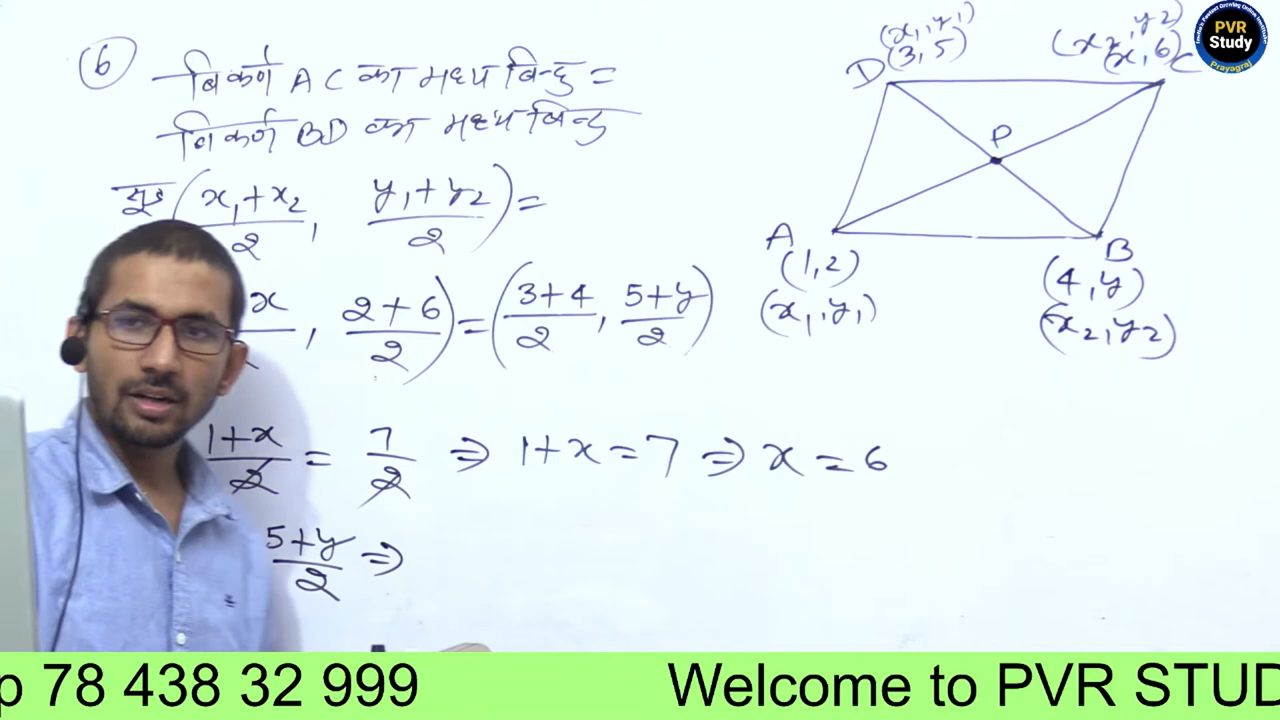 6
विकर्ण AC का मध्य बिन्दु =
विकर्ण BD का मध्य बिन्दु
सूत्र (x₁+x₂/2, y₁+y₂/2) =
x, 2+6/2) = (3+4/2, 5+y/2)
1+x/2 = 7/2 ⇒ 1+x = 7 ⇒ x = 6
5+y/2 ⇒
(x₁,y₁)
D (3,5)
(x₂,y₂)
(x,6) C
P
A
(1,2)
(x₁,y₁)
B
(4,y)
(x₂,y₂)
PVR
Study
Prayagraj
p 78 438 32 999 Welcome to PVR STUD